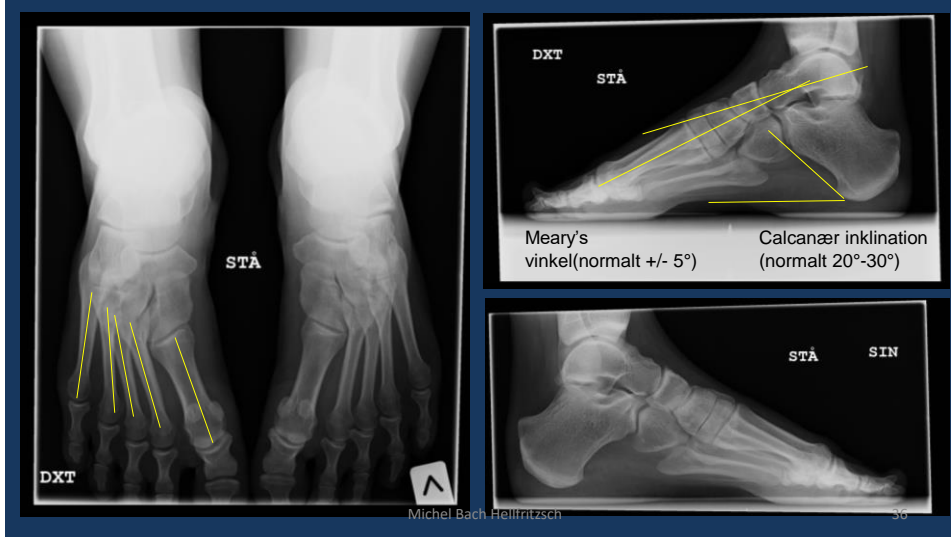 STÅ
DXT
DXT
STÅ
Meary's
vinkel(normalt +/- 5°)
Calcanær inklination
(normalt 20°-30°)
STÅ
SIN
Michel Bach Hellfritzsch
36